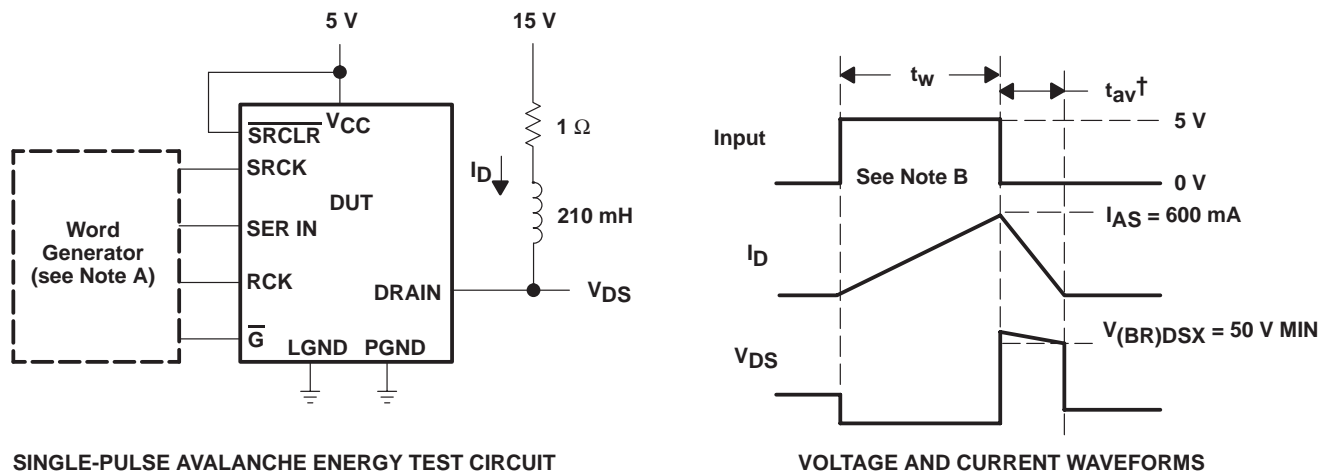 5 V
15 V
VCC
SRCLR
1 Ω
SRCK
ID
DUT
210 mH
Word
Generator
(see Note A)
SER IN
RCK
DRAIN
VDS
G
LGND
PGND
SINGLE-PULSE AVALANCHE ENERGY TEST CIRCUIT
tw
tav†
Input
5 V
See Note B
0 V
IAS = 600 mA
ID
V(BR)DSX = 50 V MIN
VDS
VOLTAGE AND CURRENT WAVEFORMS